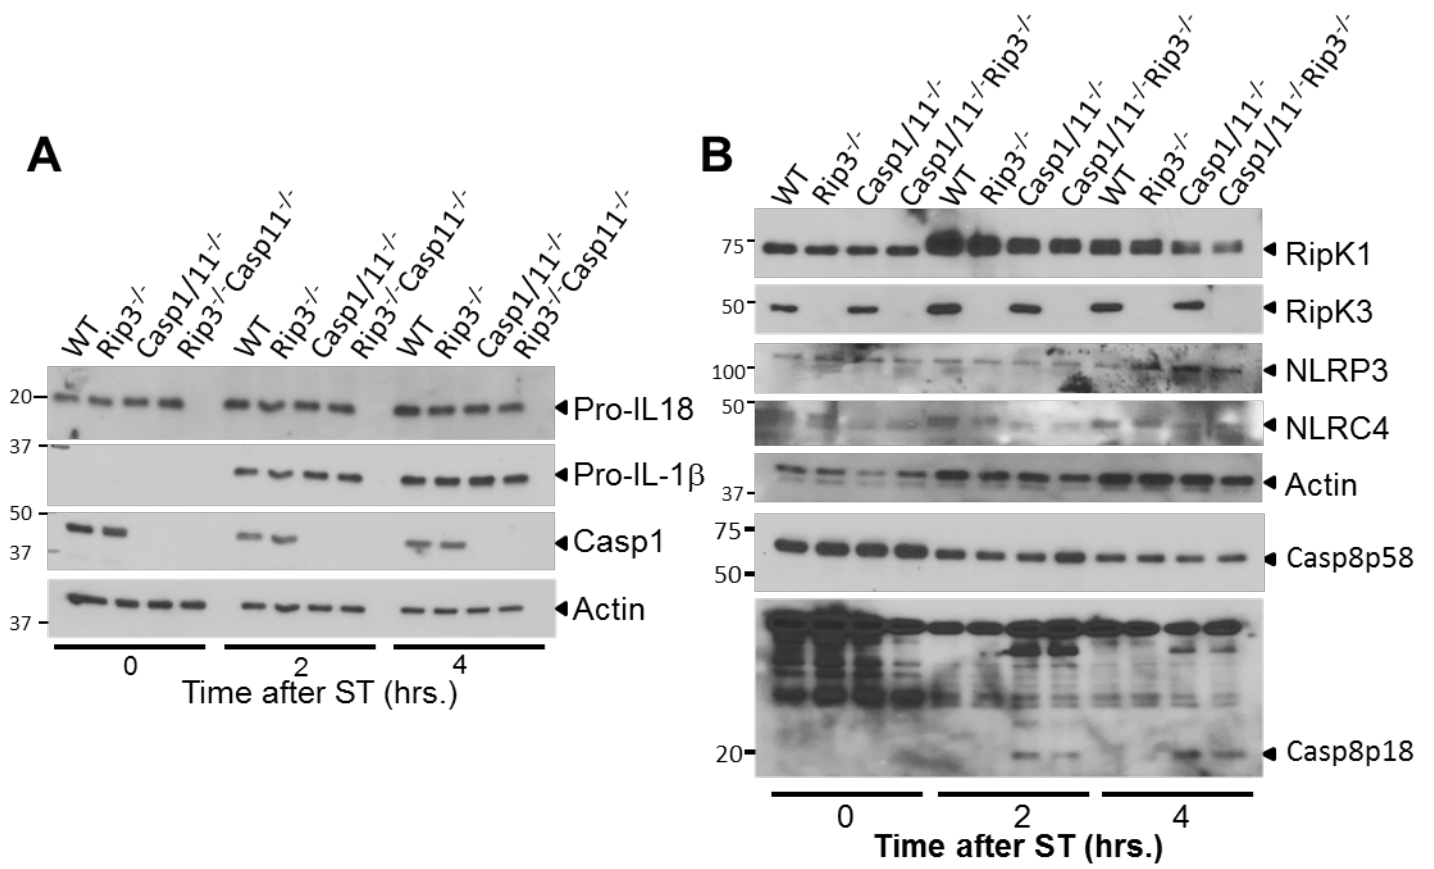 A
WT
Rip3-/-
Casp1/11-/-
Rip3-/-Casp11-/-
WT
Rip3-/-
Casp1/11-/-
Rip3-/-Casp11-/-
WT
Rip3-/-
Casp1/11-/-
Rip3-/-Casp11-/-
20
Pro-IL18
37
Pro-IL-1β
50
37
Casp1
37
Actin
0
2
4
Time after ST (hrs.)
B
WT
Rip3-/-
Casp1/11-/-
Casp1/11-/-Rip3-/-
WT
Rip3-/-
Casp1/11-/-
Casp1/11-/-Rip3-/-
WT
Rip3-/-
Casp1/11-/-
Casp1/11-/-Rip3-/-
75
RipK1
50
RipK3
100
NLRP3
50
NLRC4
37
Actin
75
50
Casp8p58
20
Casp8p18
0
2
4
Time after ST (hrs.)